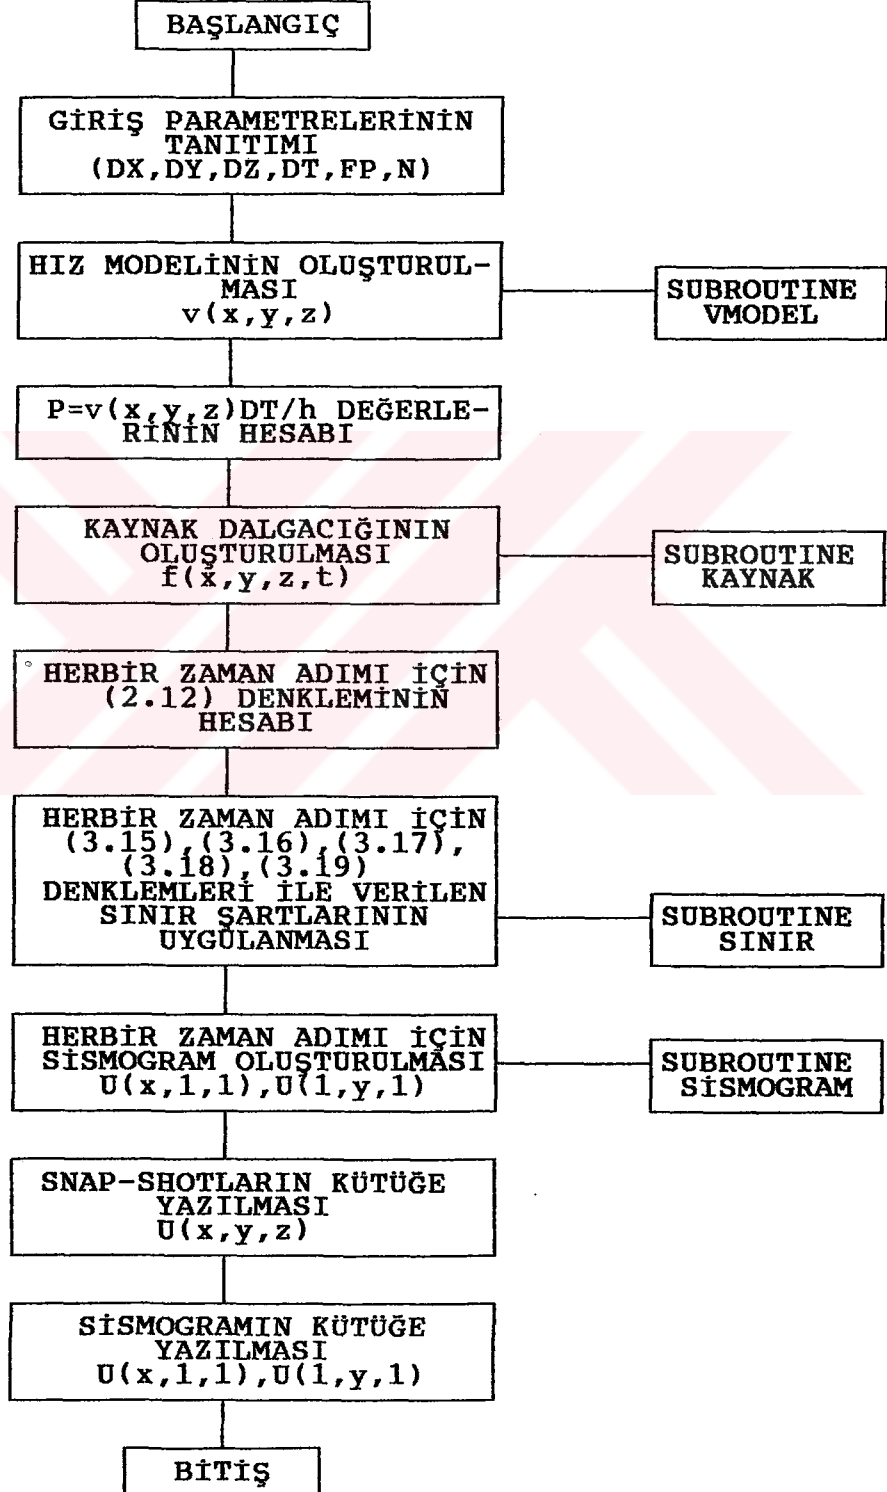 BAŞLANGIÇ
GİRİŞ PARAMETRELERİNİN
TANITIMI
(DX,DY,DZ,DT,FP,N)
HIZ MODELİNİN OLUŞTURUL-
MASI
v(x,y,z)
SUBROUTINE
VMODEL
P=v(x,y,z)DT/h DEĞERLE-
RİNİN HESABI
KAYNAK DALGACIĞININ
OLUŞTURULMASI
f(x,y,z,t)
SUBROUTINE
KAYNAK
HERBİR ZAMAN ADIMI İÇİN
(2.12) DENKLEMİNİN
HESABI
HERBİR ZAMAN ADIMI İÇİN
(3.15),(3.16),(3.17),
(3.18),(3.19)
DENKLEMLERİ İLE VERİLEN
SINIR ŞARTLARININ
UYGULANMASI
SUBROUTINE
SINIR
HERBİR ZAMAN ADIMI İÇİN
SİSMOGRAM OLUŞTURULMASI
U(x,1,1),U(1,y,1)
SUBROUTINE
SİSMOGRAM
SNAP-SHOTLARIN KÜTÜĞE
YAZILMASI
U(x,y,z)
SİSMOGRAMIN KÜTÜĞE
YAZILMASI
U(x,1,1),U(1,y,1)
BİTİŞ